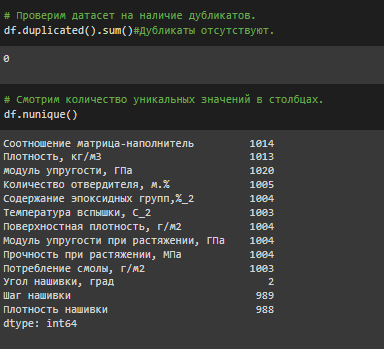 # Проверим датасет на наличие дубликатов.
df.duplicated().sum()#Дубликаты отсутствуют.
0
# Смотрим количество уникальных значений в столбцах.
df.nunique()
Соотношение матрица-наполнитель 1014
Плотность, кг/м3 1013
модуль упругости, ГПа 1020
Количество отвердителя, м.% 1005
Содержание эпоксидных групп,%_2 1004
Температура вспышки, С_2 1003
Поверхностная плотность, г/м2 1004
Модуль упругости при растяжении, ГПа 1004
Прочность при растяжении, МПа 1004
Потребление смолы, г/м2 1003
Угол нашивки, град 2
Шаг нашивки 989
Плотность нашивки 988
dtype: int64